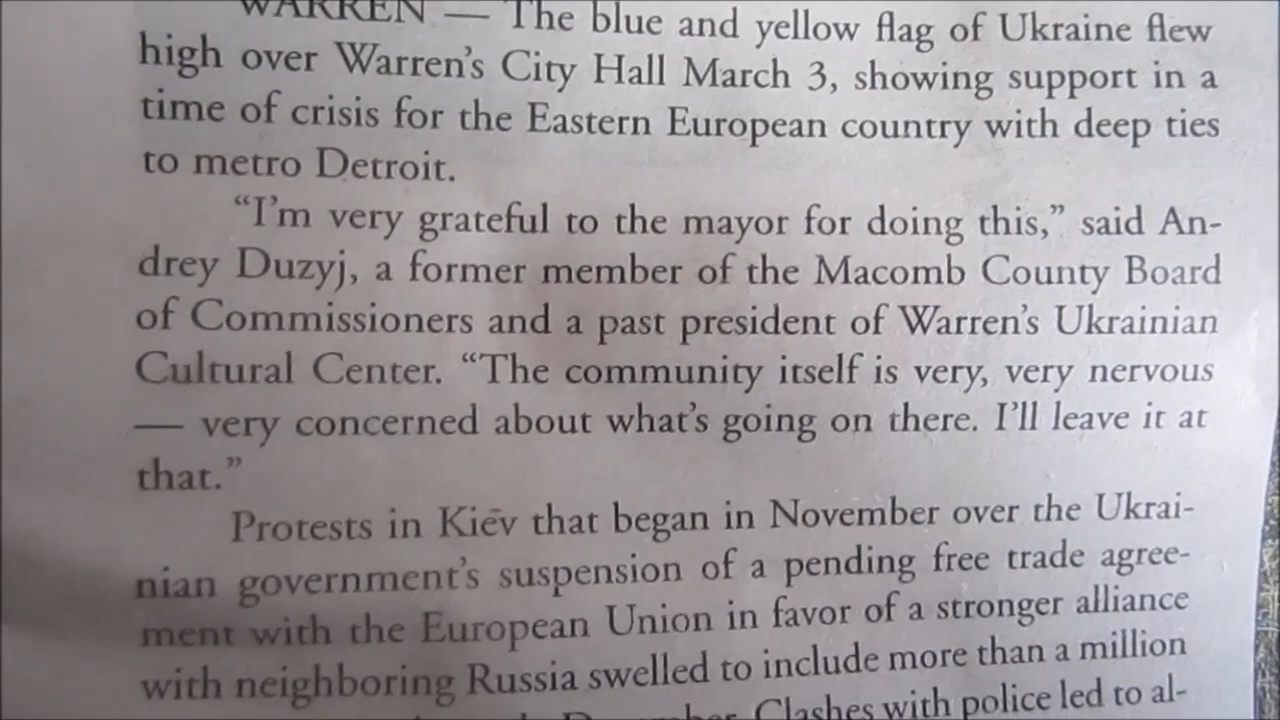 WARREN — The blue and yellow flag of Ukraine flew
high over Warren's City Hall March 3, showing support in a
time of crisis for the Eastern European country with deep ties
to metro Detroit.
“I'm very grateful to the mayor for doing this,” said An-
drey Duzyj, a former member of the Macomb County Board
of Commissioners and a past president of Warren's Ukrainian
Cultural Center. “The community itself is very, very nervous
— very concerned about what's going on there. I'll leave it at
that.”
Protests in Kiev that began in November over the Ukrai-
nian government's suspension of a pending free trade agree-
ment with the European Union in favor of a stronger alliance
with neighboring Russia swelled to include more than a million
December. Clashes with police led to al-